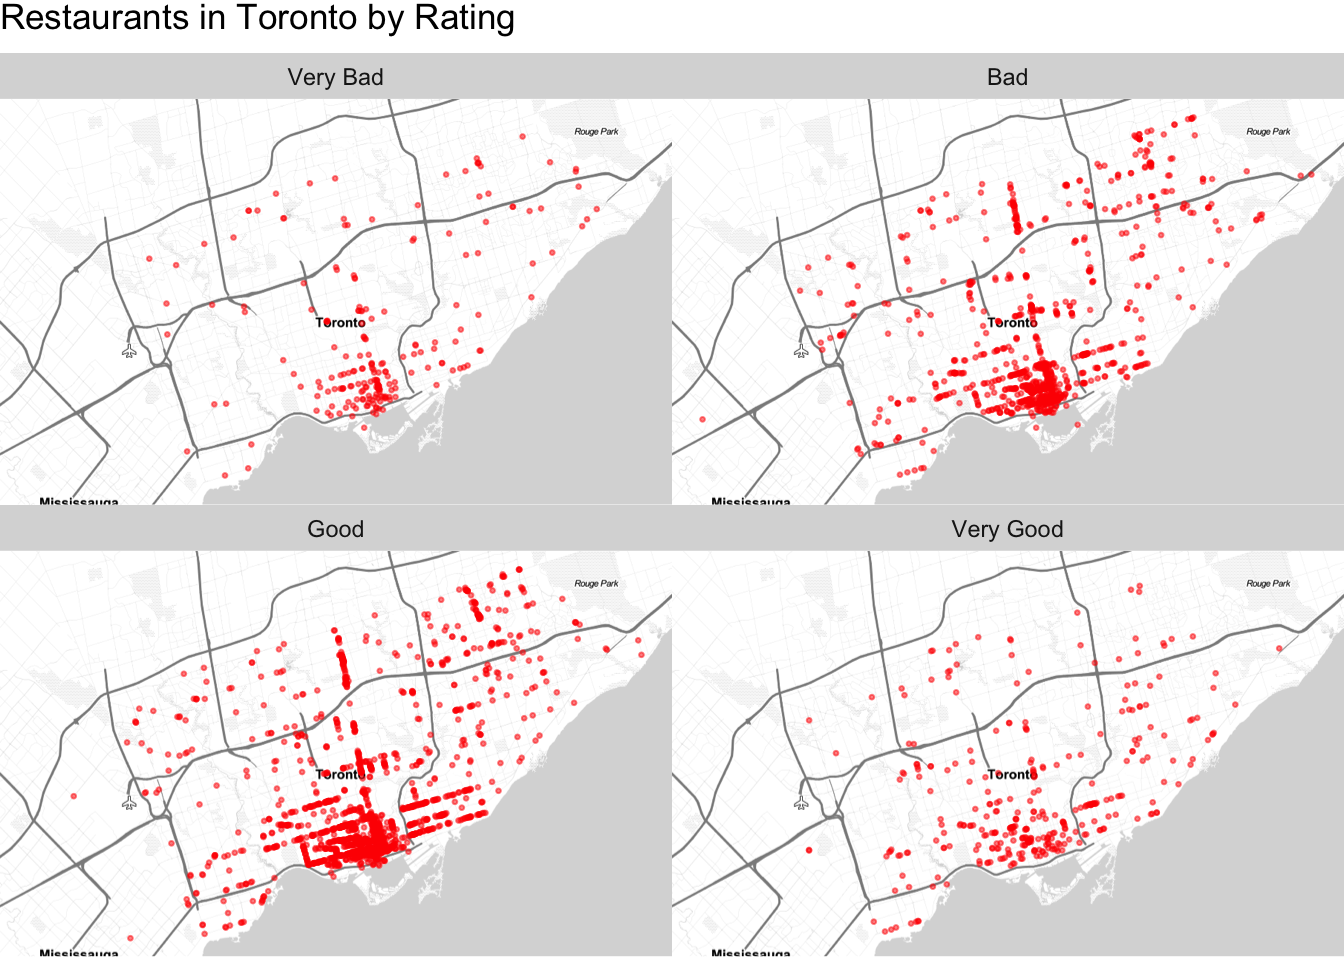 Restaurants in Toronto by Rating
Very Bad
Bad
Rouge Park
Rouge Park
Toronto
Toronto
Mississauga
Mississauga
Good
Very Good
Rouge Park
Rouge Park
Toronto
Toronto
Mississauga
Mississauga